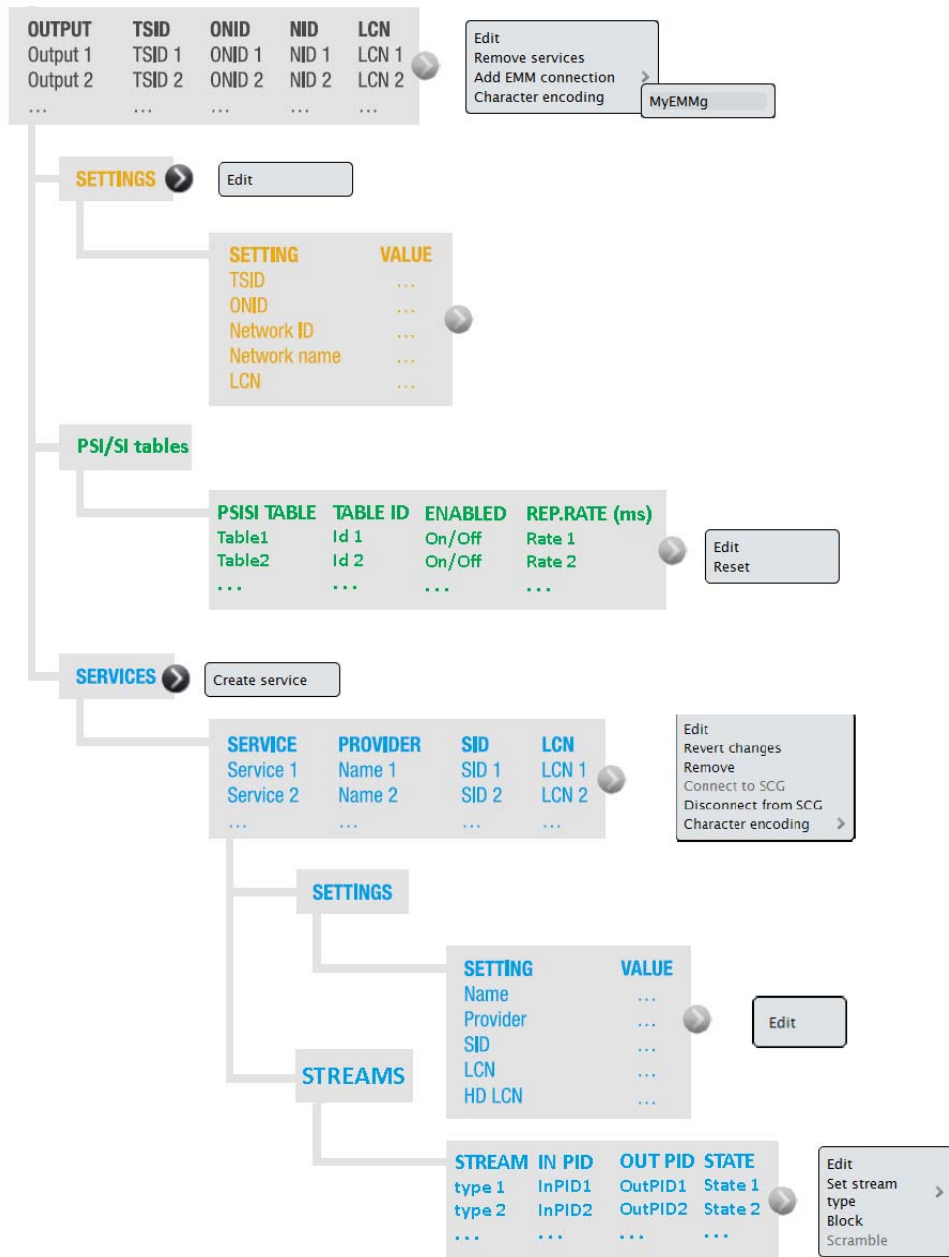 OUTPUT TSID ONID NID LCN
Output 1 TSID 1 ONID 1 NID 1 LCN 1
Output 2 TSID 2 ONID 2 NID 2 LCN 2
... ... ... ... ...
Edit
Remove services
Add EMM connection
Character encoding
MyEMMg
SETTINGS
Edit
SETTING VALUE
TSID ...
ONID ...
Network ID ...
Network name ...
LCN ...
PSI/SI tables
PSISI TABLE TABLE ID ENABLED REP.RATE (ms)
Table1 Id 1 On/Off Rate 1
Table2 Id 2 On/Off Rate 2
... ... ... ...
Edit
Reset
SERVICES
Create service
SERVICE PROVIDER SID LCN
Service 1 Name 1 SID 1 LCN 1
Service 2 Name 2 SID 2 LCN 2
... ... ... ...
Edit
Revert changes
Remove
Connect to SCG
Disconnect from SCG
Character encoding
SETTINGS
SETTING VALUE
Name ...
Provider ...
SID ...
LCN ...
HD LCN ...
Edit
STREAMS
STREAM IN PID OUT PID STATE
type 1 InPID1 OutPID1 State 1
type 2 InPID2 OutPID2 State 2
... ... ... ...
Edit
Set stream
type
Block
Scramble